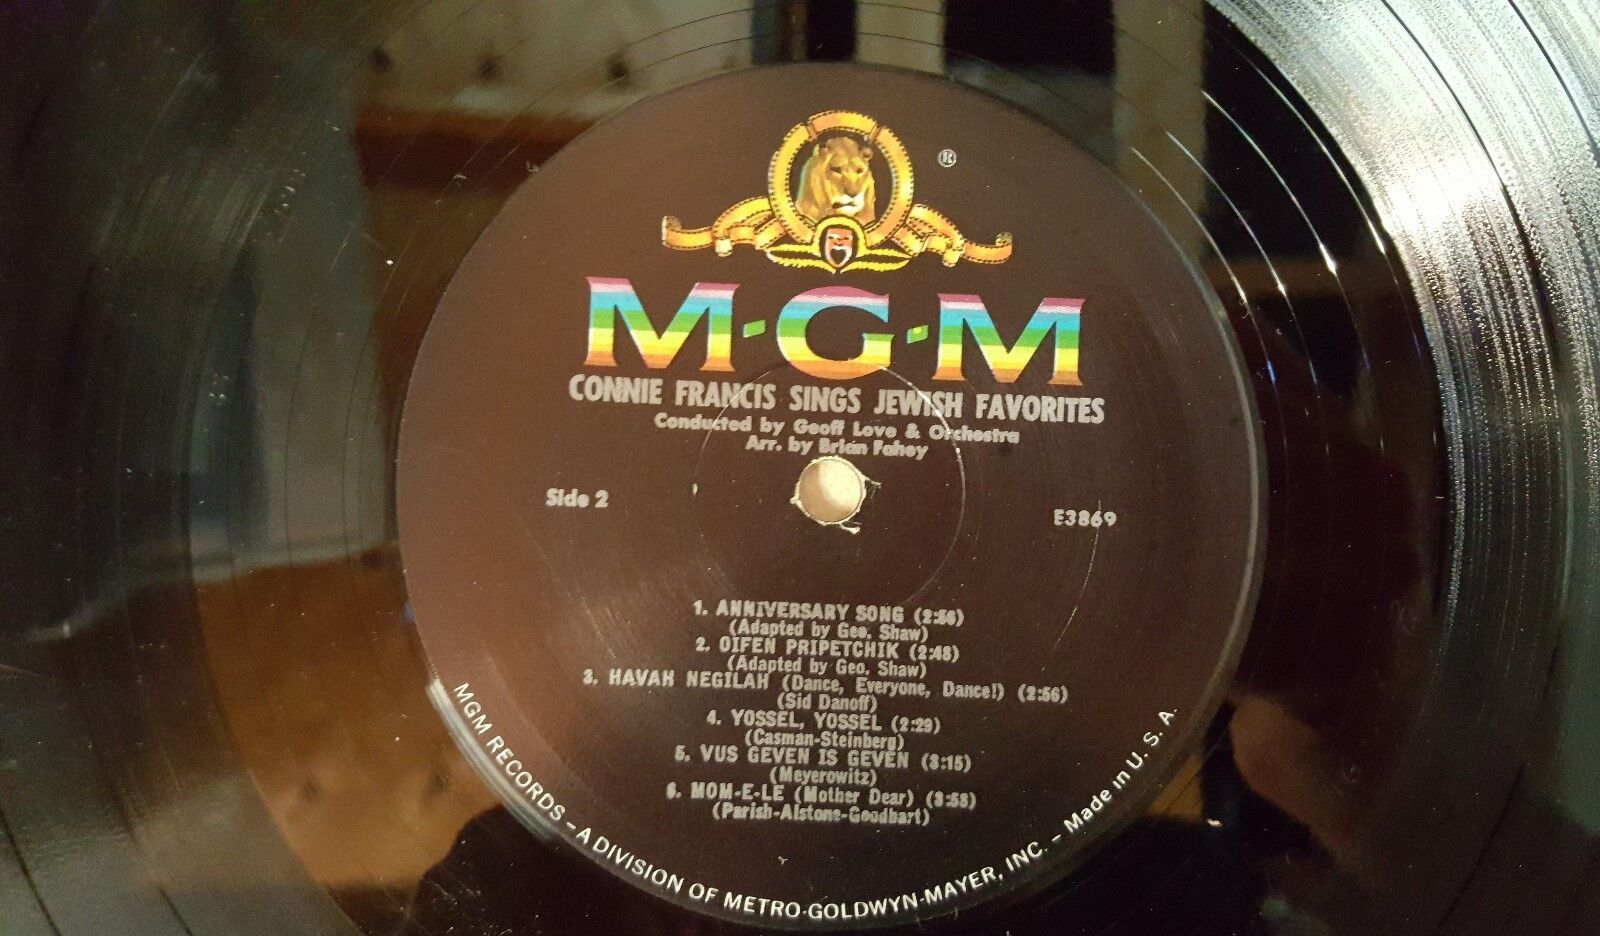 ®
M·G·M
CONNIE FRANCIS SINGS JEWISH FAVORITES
Conducted by Geoff Love & Orchestra
Arr. by Brian Fahey
Side 2
E3869
1. ANNIVERSARY SONG (2:56)
(Adapted by Geo. Shaw)
2. OIFEN PRIPETCHIK (2:48)
(Adapted by Geo. Shaw)
3. HAVAH NEGILAH (Dance, Everyone, Dance!) (2:56)
(Sid Danoff)
4. YOSSEL, YOSSEL (2:29)
(Casman-Steinberg)
5. VUS GEVEN IS GEVEN (3:15)
(Meyerowitz)
6. MOM-E-LE (Mother Dear) (3:53)
(Parish-Alstone-Goodhart)
MGM RECORDS – A DIVISION OF METRO-GOLDWYN-MAYER, INC. – Made in U. S. A.